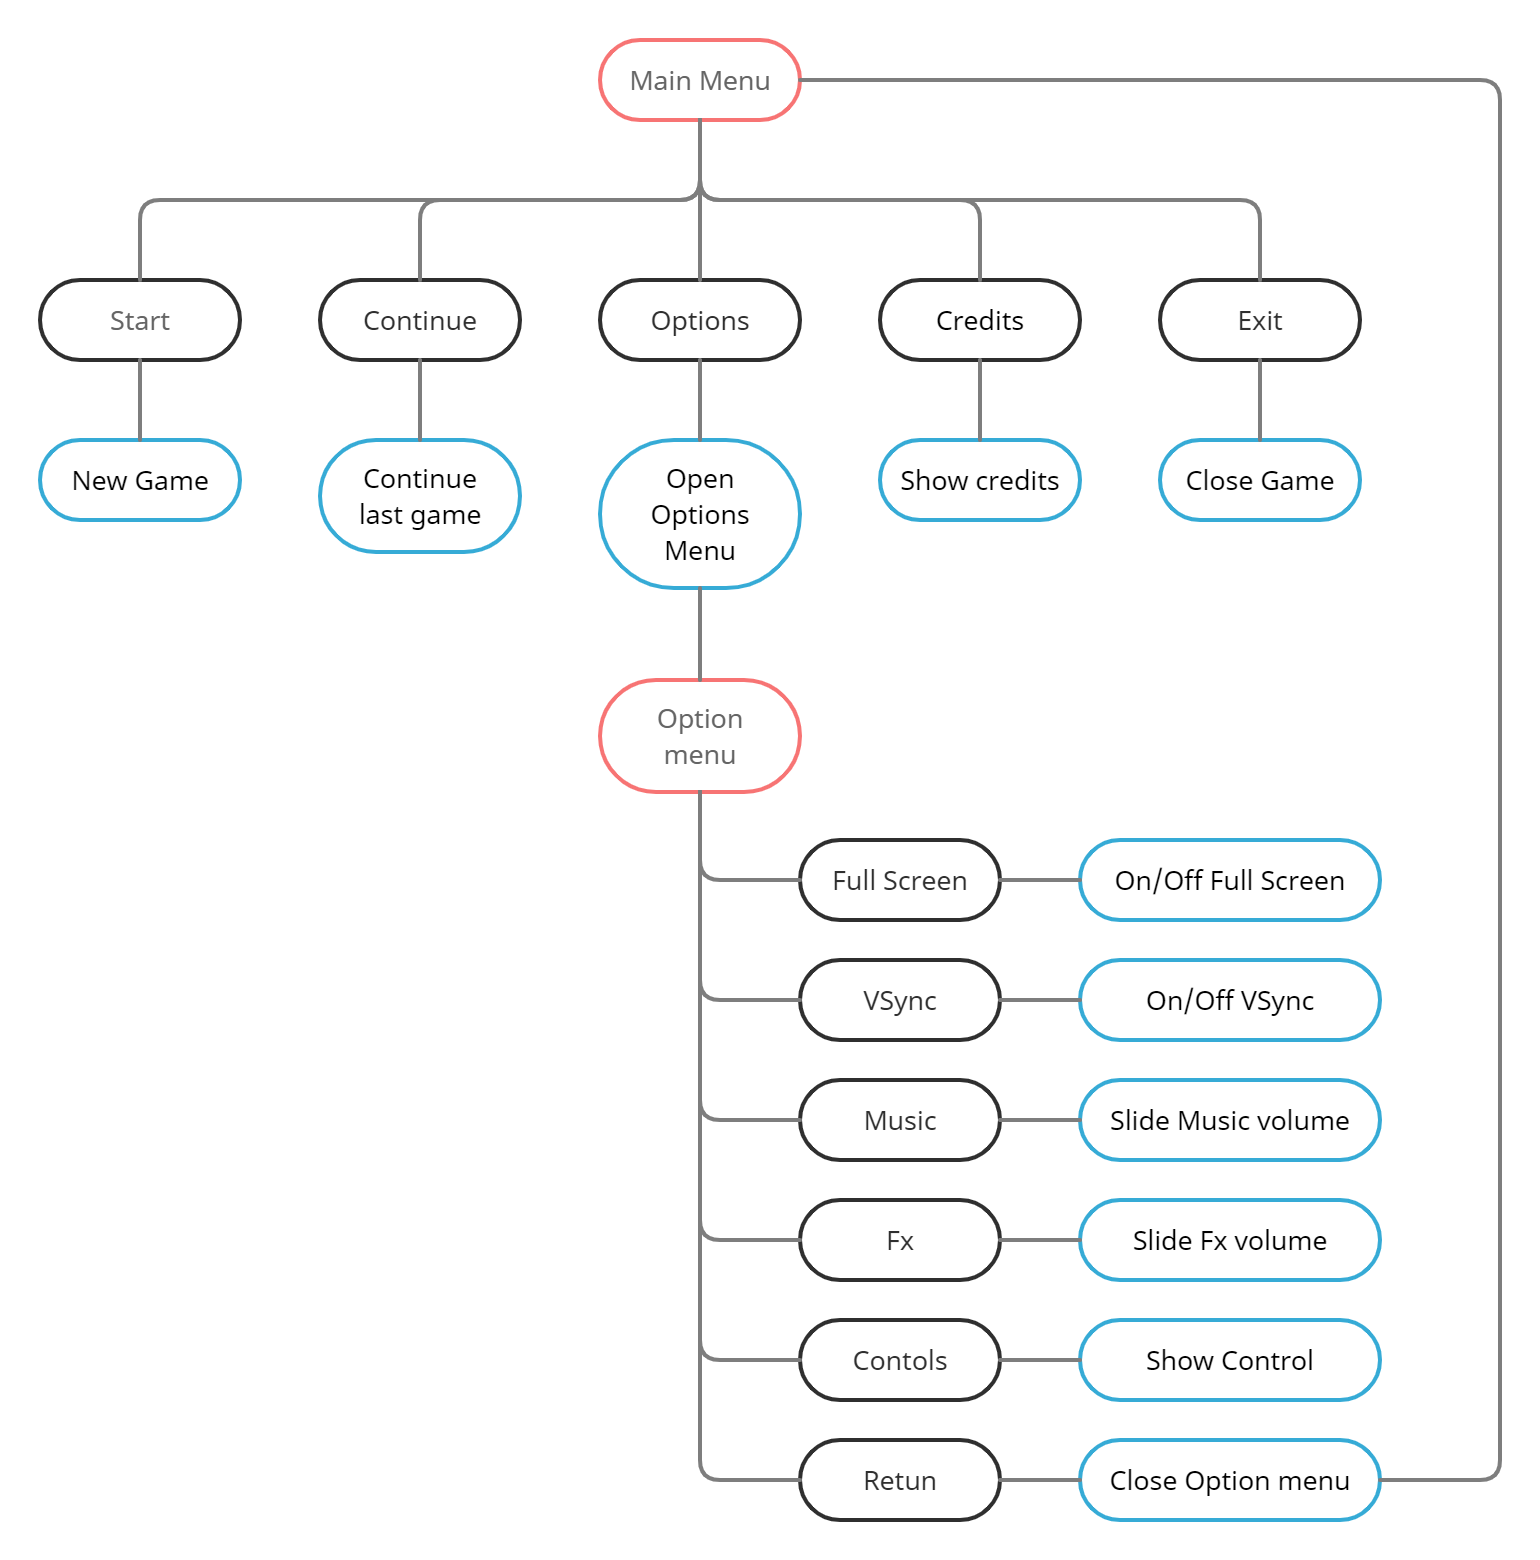 Main Menu
Start
Continue
Options
Credits
Exit
New Game
Continue
last game
Open
Options
Menu
Show credits
Close Game
Option
menu
Full Screen
On/Off Full Screen
VSync
On/Off VSync
Music
Slide Music volume
Fx
Slide Fx volume
Contols
Show Control
Retun
Close Option menu